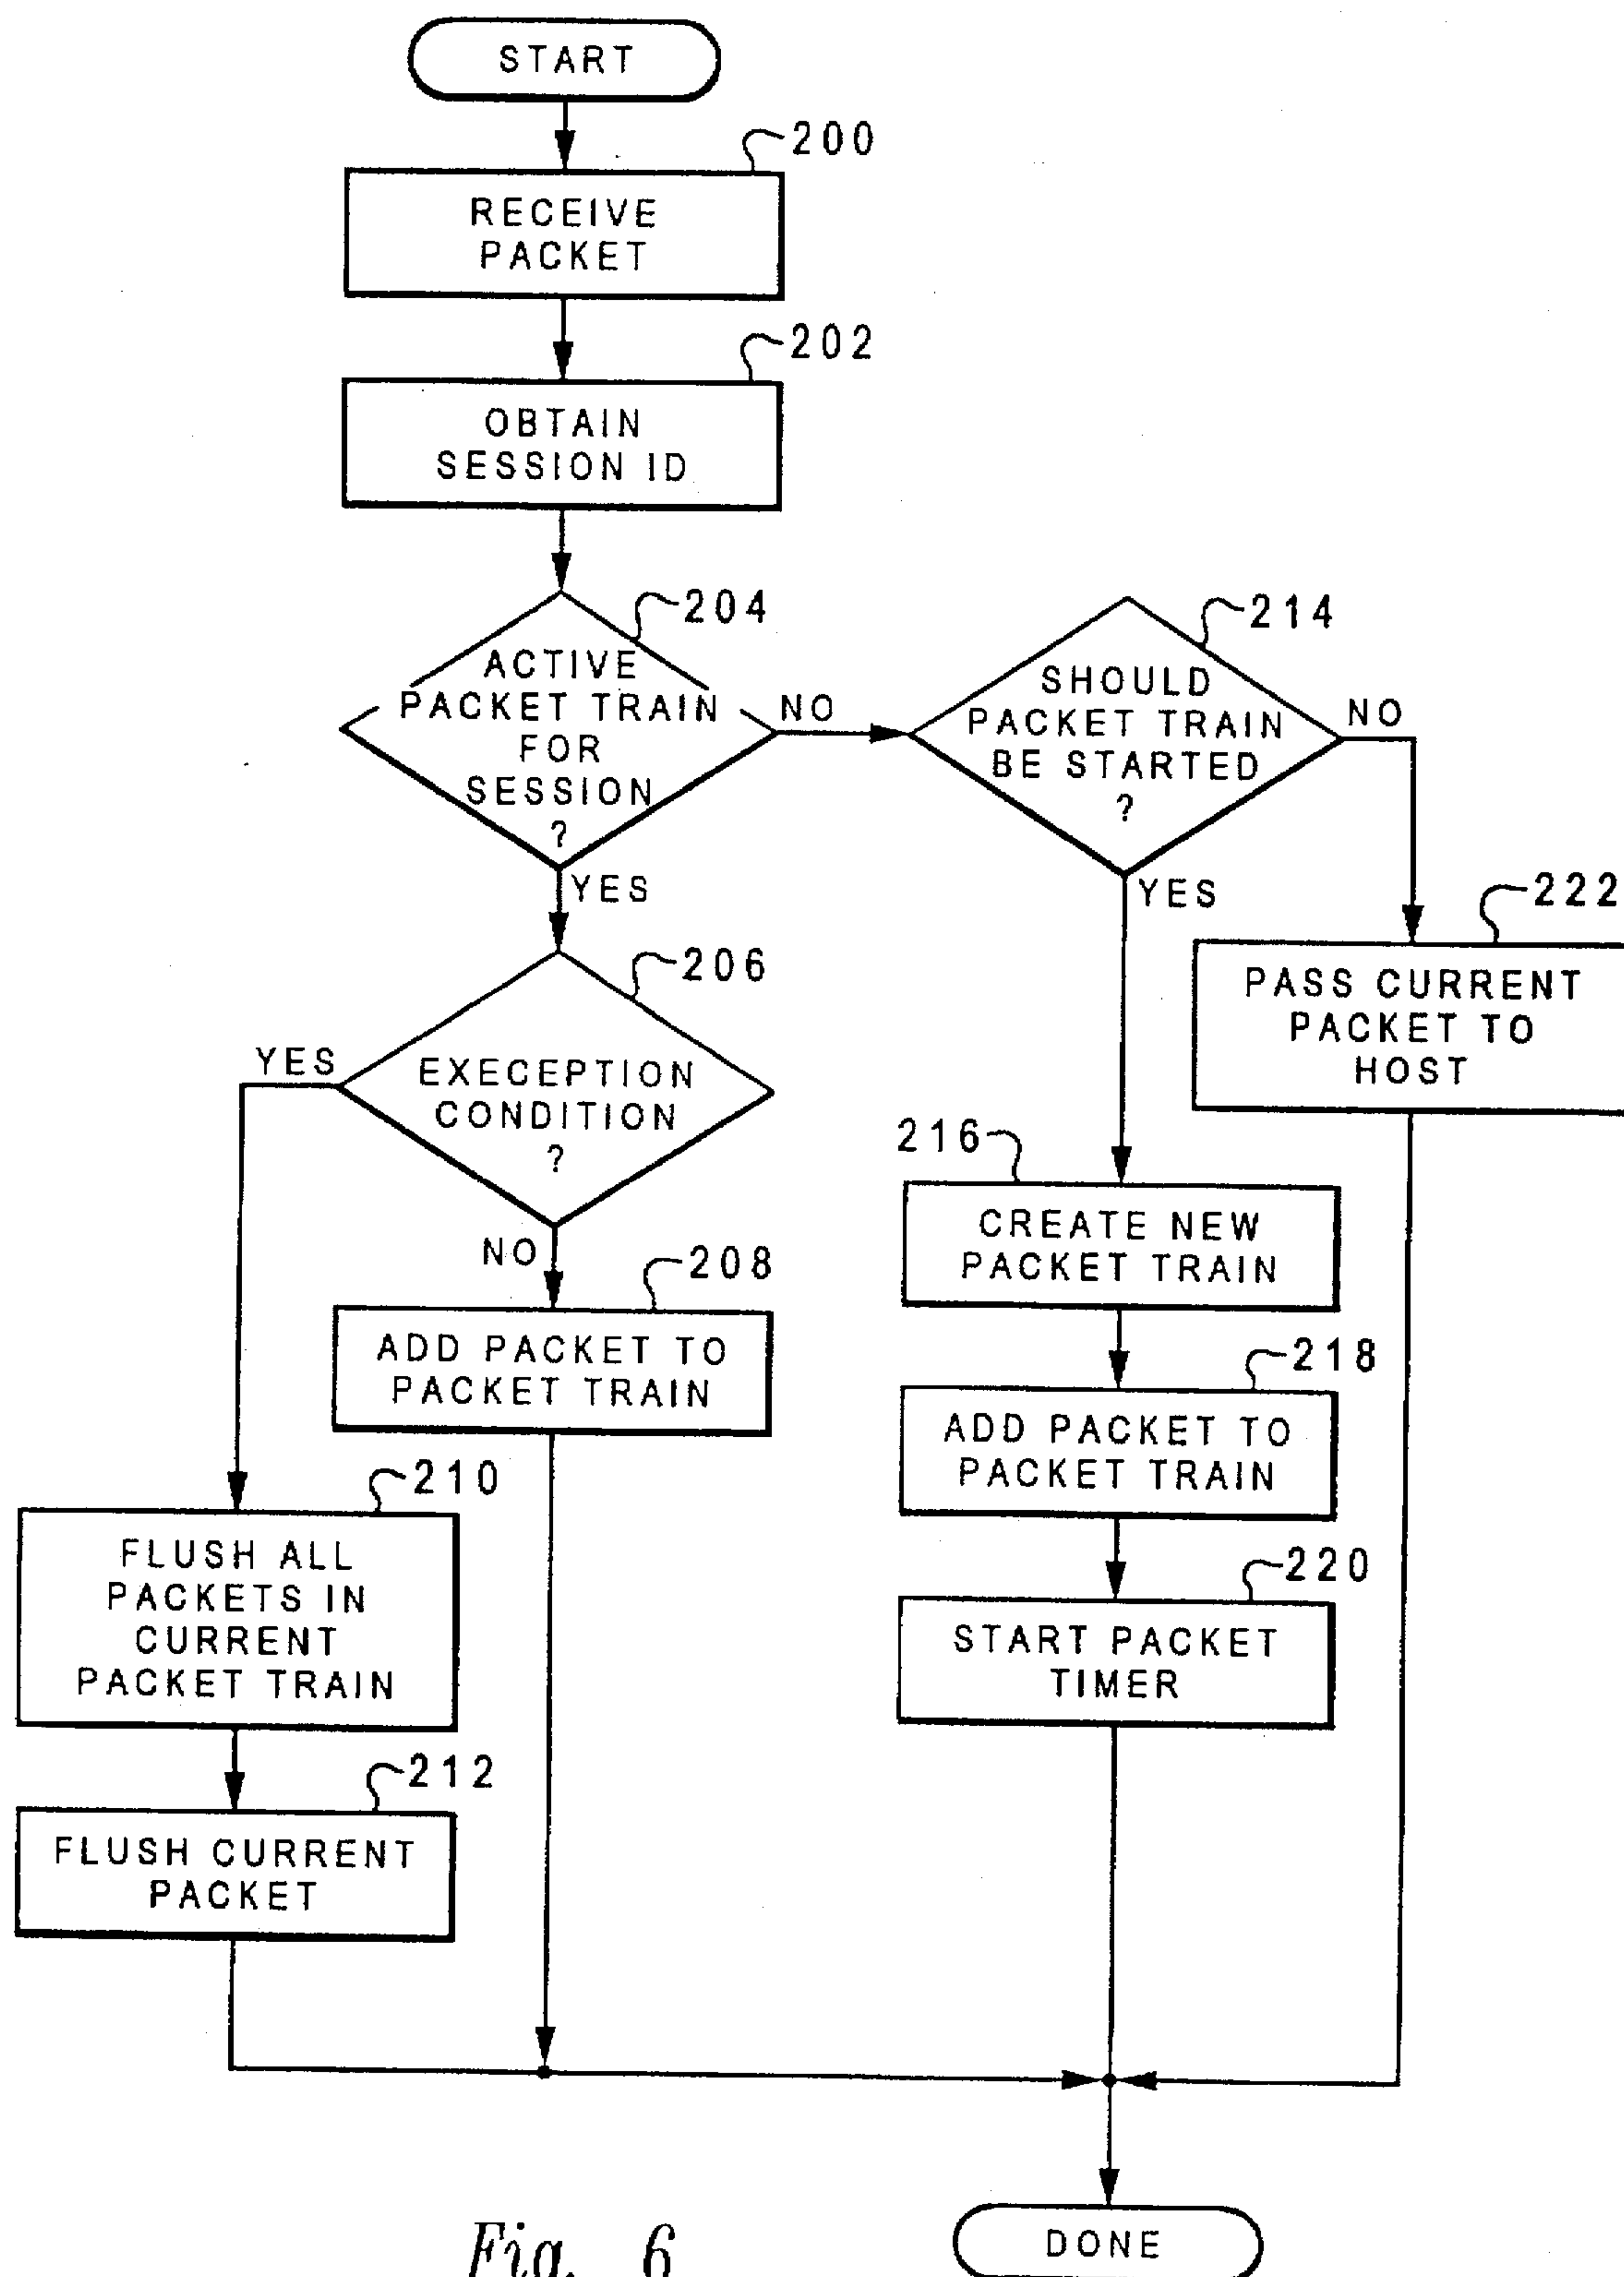 START
200
RECEIVE
PACKET
202
OBTAIN
SESSION ID
204
ACTIVE
PACKET TRAIN
FOR
SESSION
?
NO
YES
214
SHOULD
PACKET TRAIN
BE STARTED
?
NO
YES
222
PASS CURRENT
PACKET TO
HOST
206
EXECEPTION
CONDITION
?
YES
NO
208
ADD PACKET TO
PACKET TRAIN
216
CREATE NEW
PACKET TRAIN
218
ADD PACKET TO
PACKET TRAIN
220
START PACKET
TIMER
210
FLUSH ALL
PACKETS IN
CURRENT
PACKET TRAIN
212
FLUSH CURRENT
PACKET
DONE
Fig. 6